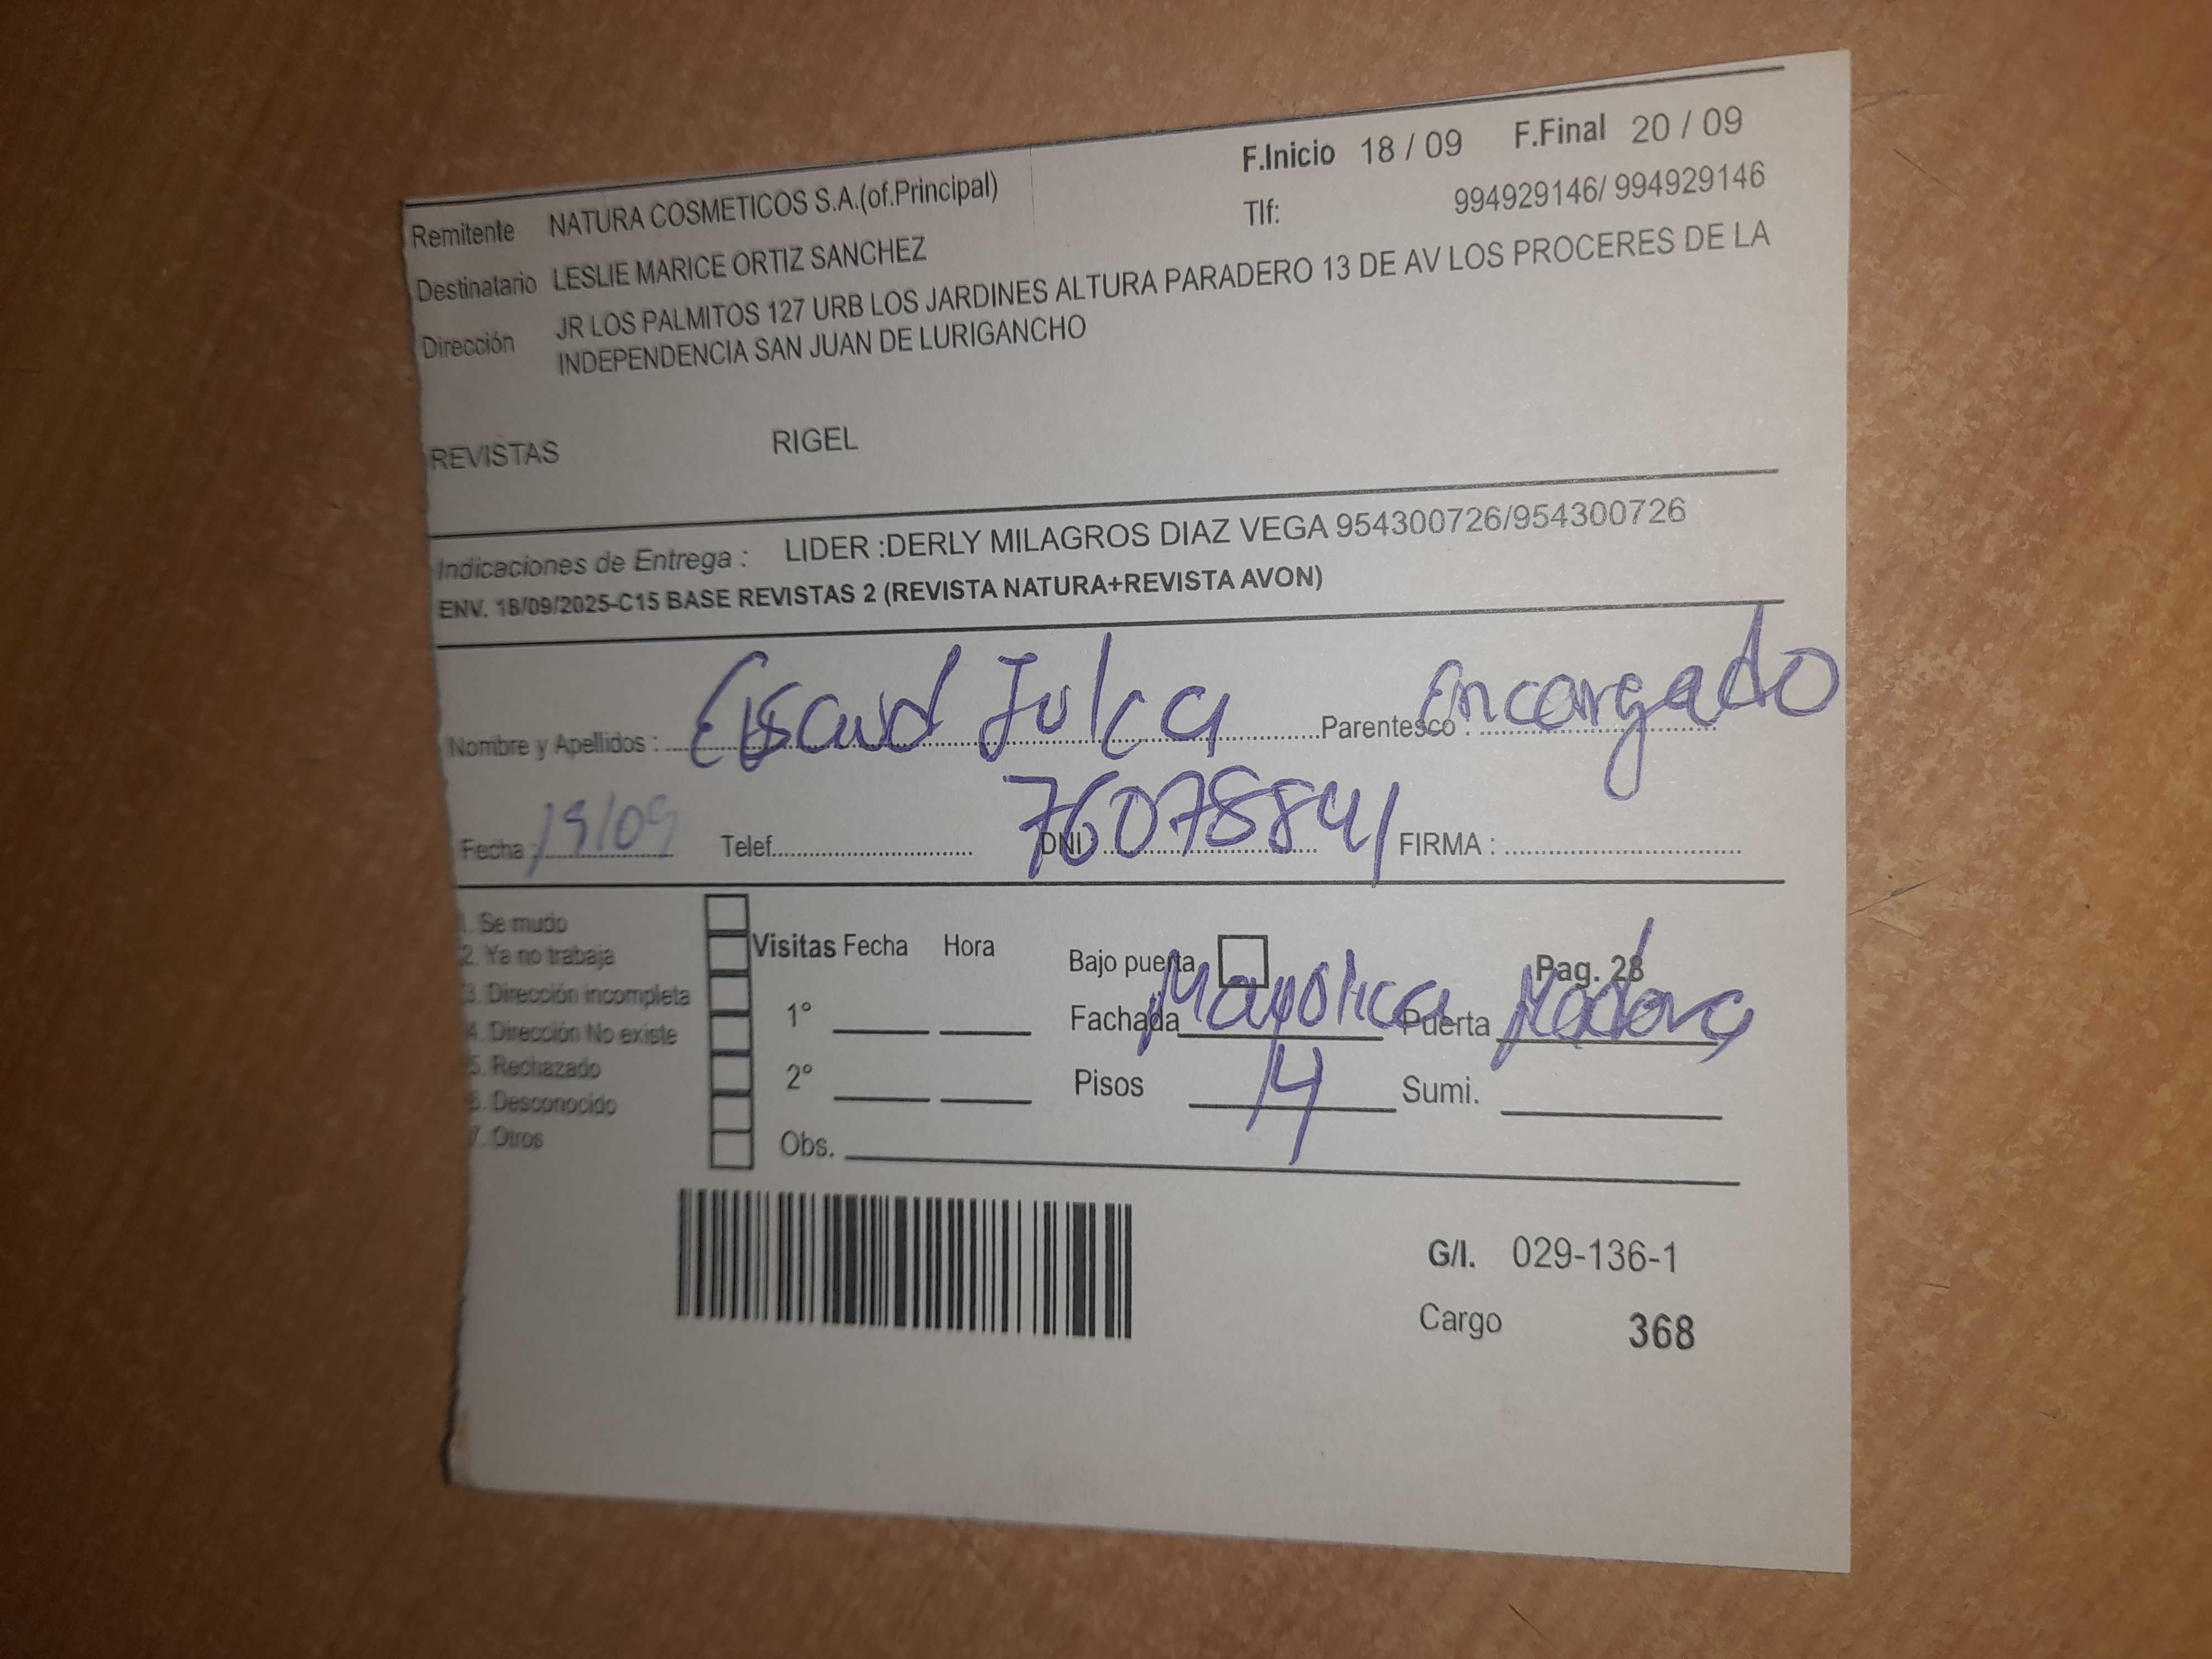 F.Inicio 18 / 09 F.Final 20 / 09
Remitente NATURA COSMETICOS S.A.(of.Principal) Tlf: 994929146/ 994929146
Destinatario LESLIE MARICE ORTIZ SANCHEZ
Dirección JR LOS PALMITOS 127 URB LOS JARDINES ALTURA PARADERO 13 DE AV LOS PROCERES DE LA
INDEPENDENCIA SAN JUAN DE LURIGANCHO
REVISTAS RIGEL
Indicaciones de Entrega : LIDER :DERLY MILAGROS DIAZ VEGA 954300726/954300726
ENV. 18/09/2025-C15 BASE REVISTAS 2 (REVISTA NATURA+REVISTA AVON)
Nombre y Apellidos : Julca Parentesco : encargado
Fecha : 19/09 Telef. DNI : 76078841 FIRMA :
1. Se mudo
2. Ya no trabaja
3. Dirección incompleta
4. Dirección No existe
5. Rechazado
6. Desconocido
7. Otros
Visitas Fecha Hora
1°
2°
Obs.
Bajo puerta Pag. 28
Fachada Mayolica Puerta Madera
Pisos 4 Sumi.
G/I. 029-136-1
Cargo 368